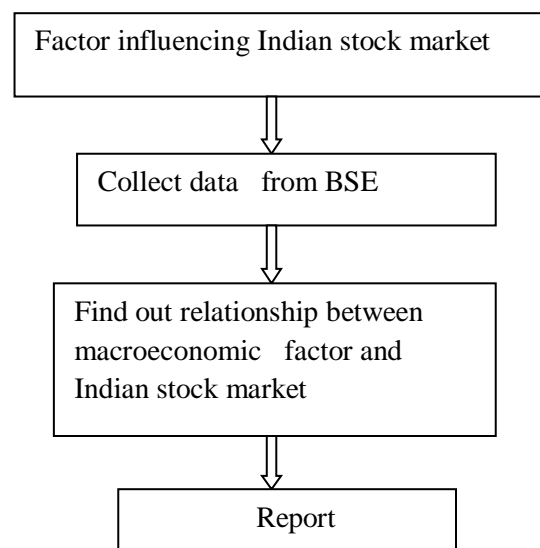 Factor influencing Indian stock market
Collect data from BSE
Find out relationship between
macroeconomic factor and
Indian stock market
Report